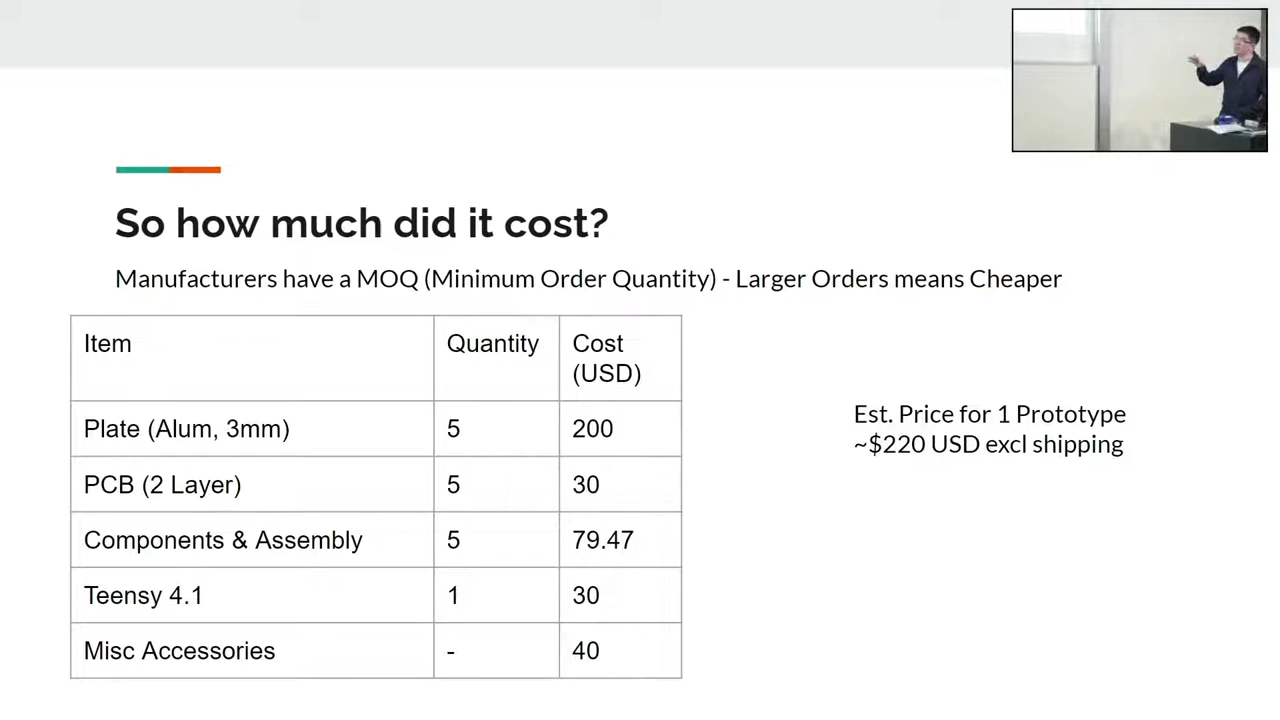 So how much did it cost?
Manufacturers have a MOQ (Minimum Order Quantity) - Larger Orders means Cheaper
Item Quantity Cost (USD)
Plate (Alum, 3mm) 5 200
PCB (2 Layer) 5 30
Components & Assembly 5 79.47
Teensy 4.1 1 30
Misc Accessories - 40
Est. Price for 1 Prototype
~$220 USD excl shipping